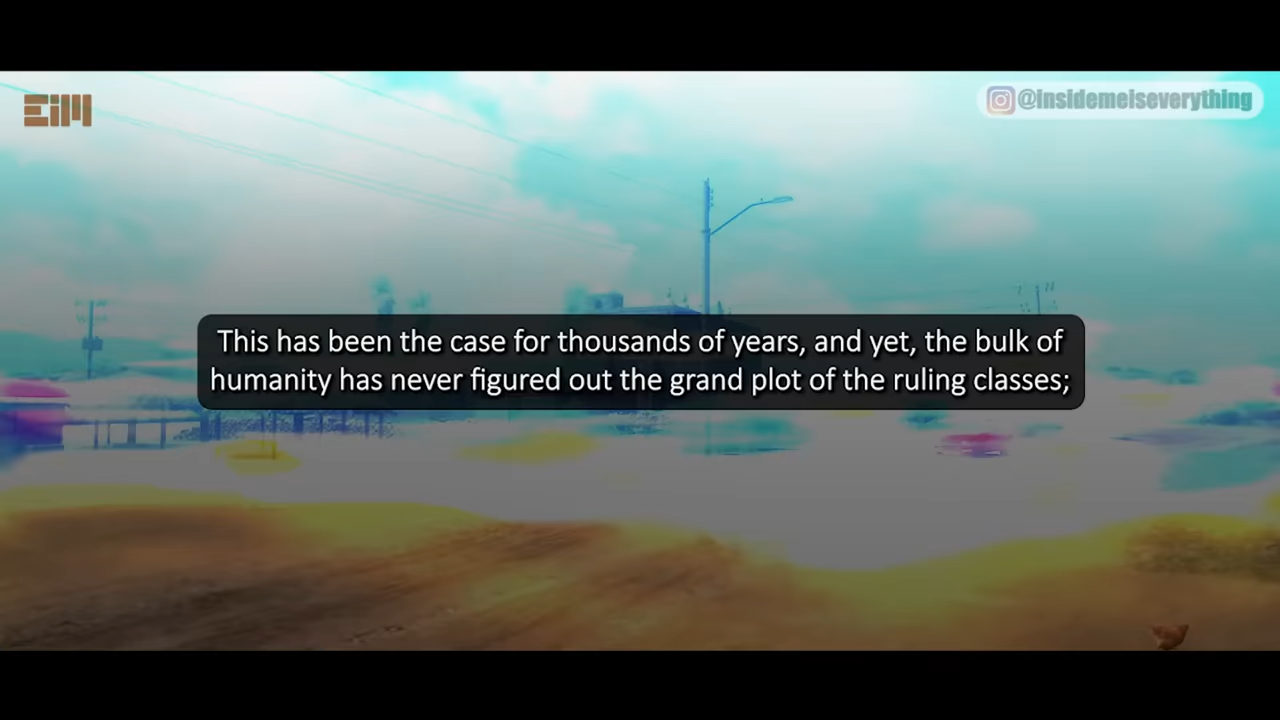 EiM
@insidemeiseverything
This has been the case for thousands of years, and yet, the bulk of
humanity has never figured out the grand plot of the ruling classes;